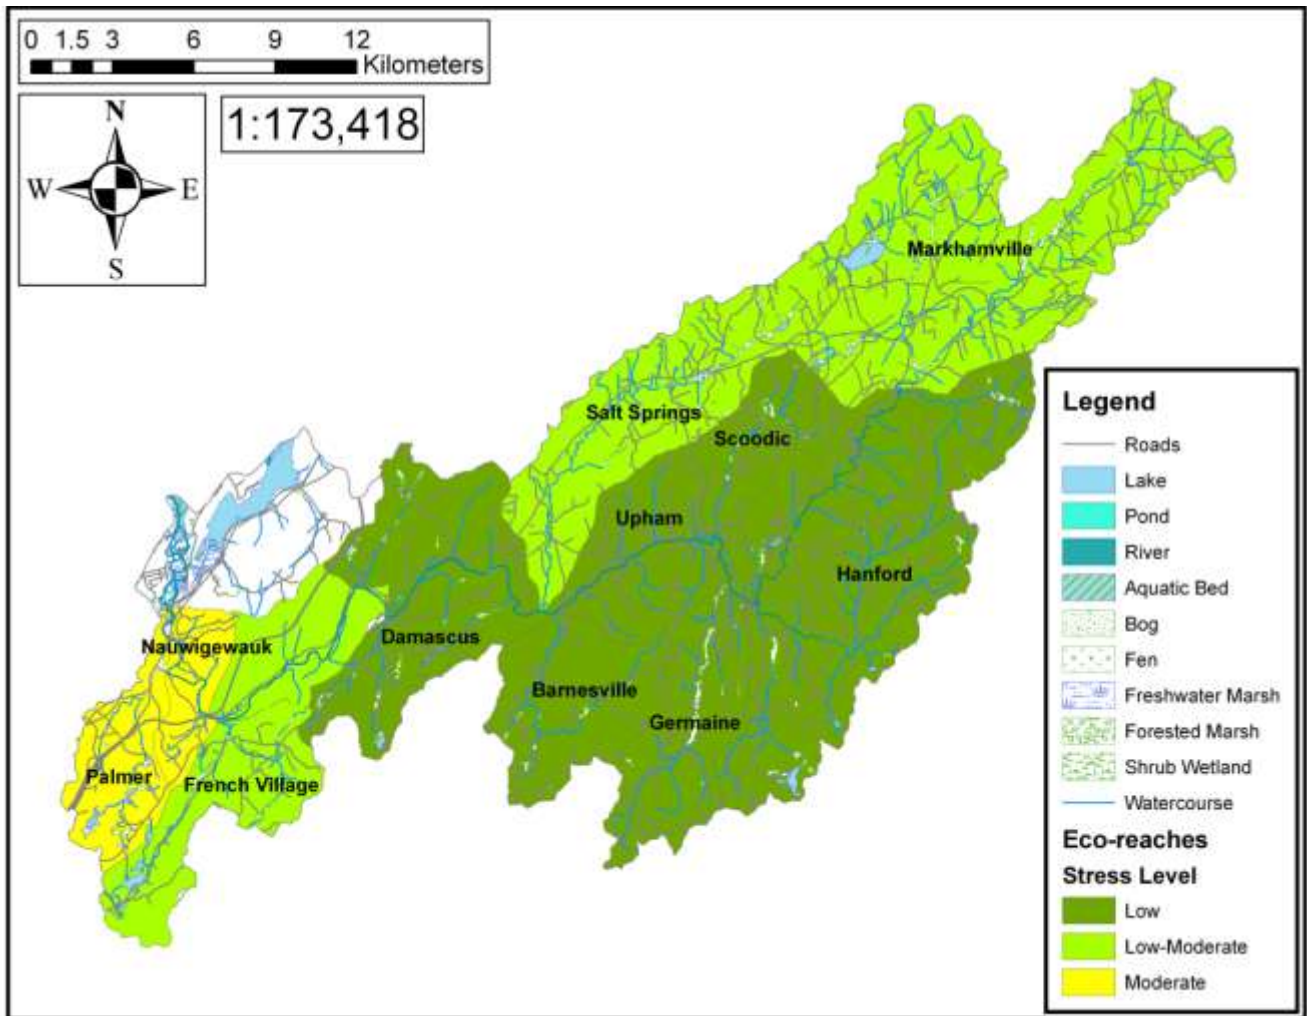 0 1.5 3 6 9 12
Kilometers
N
1:173,418
W E
S
Markhamville
Salt Springs
Scoodic
Upham
Hanford
Damascus
Nauwigewauk
Barnesville
Germaine
Palmer
French Village
Legend
Roads
Lake
Pond
River
Aquatic Bed
Bog
Fen
Freshwater Marsh
Forested Marsh
Shrub Wetland
Watercourse
Eco-reaches
Stress Level
Low
Low-Moderate
Moderate